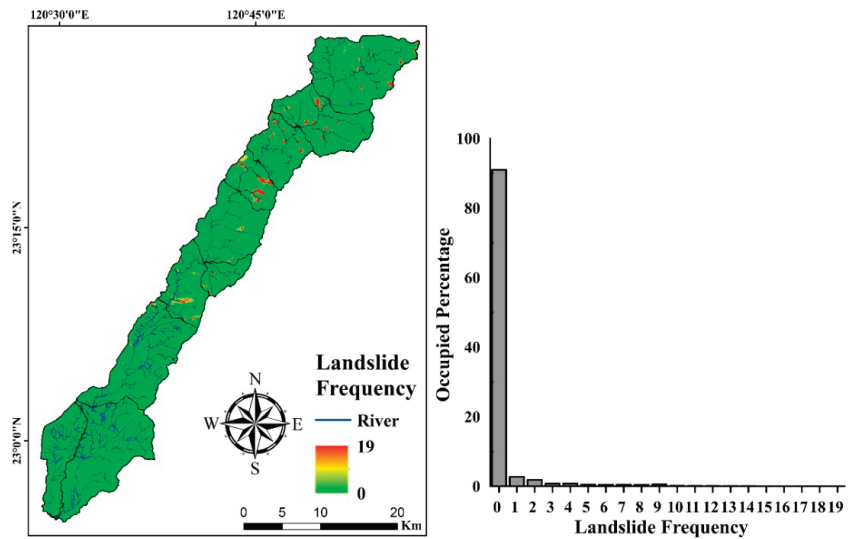 120°30'0"E 120°45'0"E
23°15'0"N
23°0'0"N
N
W E
S
Landslide
Frequency
River
19
0
0 5 10 20
Km
100
80
60
40
20
0
Occupied Percentage
0 1 2 3 4 5 6 7 8 9 10 11 12 13 14 15 16 17 18 19
Landslide Frequency